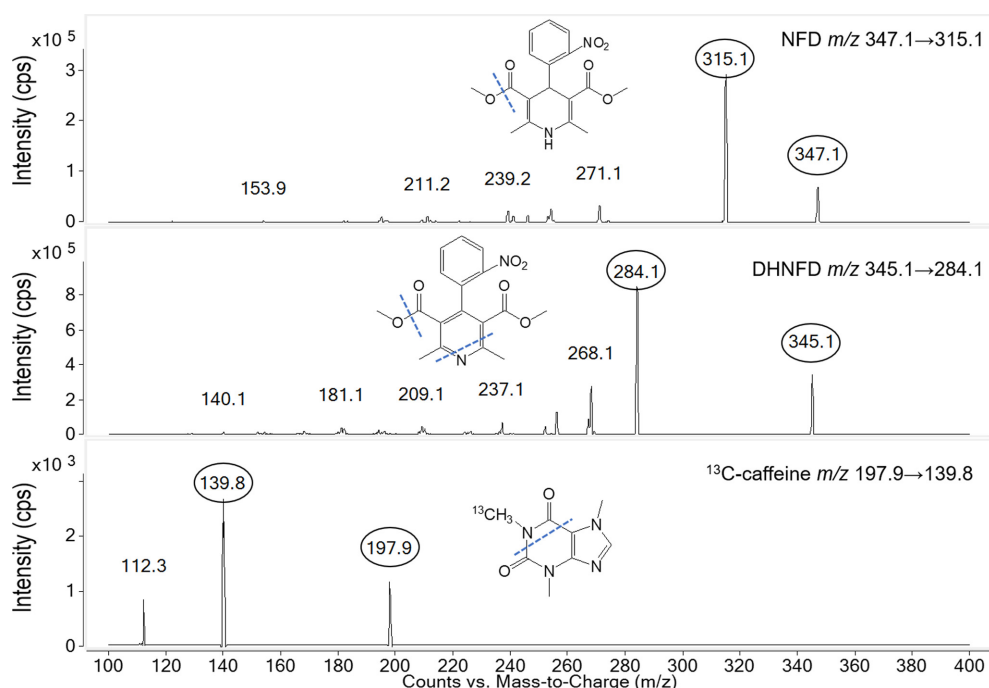 x10 5
NFD m/z 347.1→315.1
Intensity (cps)
3
2
1
0
153.9
211.2
239.2
271.1
315.1
347.1
NO2
O
O
O
O
N
H
x10 5
DHNFD m/z 345.1→284.1
Intensity (cps)
8
6
4
2
0
140.1
181.1
209.1
237.1
268.1
284.1
345.1
NO2
O
O
O
O
N
x10 3
13C-caffeine m/z 197.9→139.8
Intensity (cps)
2
1
0
112.3
139.8
197.9
O
13CH3
N
N
O
N
N
100 120 140 160 180 200 220 240 260 280 300 320 340 360 380 400
Counts vs. Mass-to-Charge (m/z)